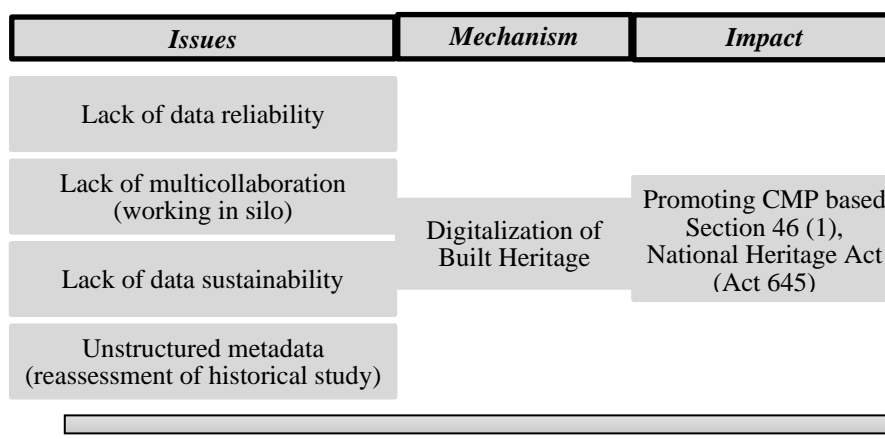 Issues
Mechanism
Impact
Lack of data reliability
Lack of multicollaboration
(working in silo)
Lack of data sustainability
Unstructured metadata
(reassessment of historical study)
Digitalization of
Built Heritage
Promoting CMP based
Section 46 (1),
National Heritage Act
(Act 645)